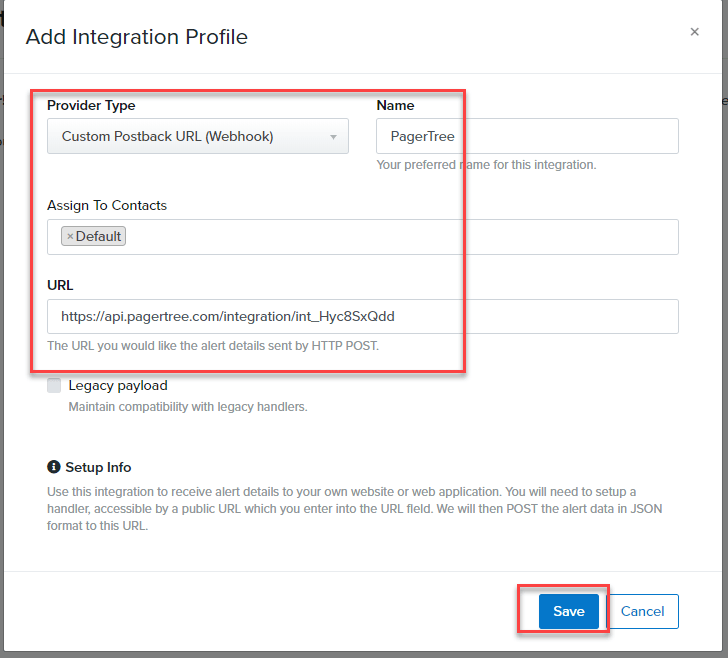 Add Integration Profile
×
Provider Type
Name
Custom Postback URL (Webhook)
PagerTree
Your preferred name for this integration.
Assign To Contacts
× Default
URL
https://api.pagertree.com/integration/int_Hyc8SxQdd
The URL you would like the alert details sent by HTTP POST.
Legacy payload
Maintain compatibility with legacy handlers.
Setup Info
Use this integration to receive alert details to your own website or web application. You will need to setup a
handler, accessible by a public URL which you enter into the URL field. We will then POST the alert data in JSON
format to this URL.
Save
Cancel